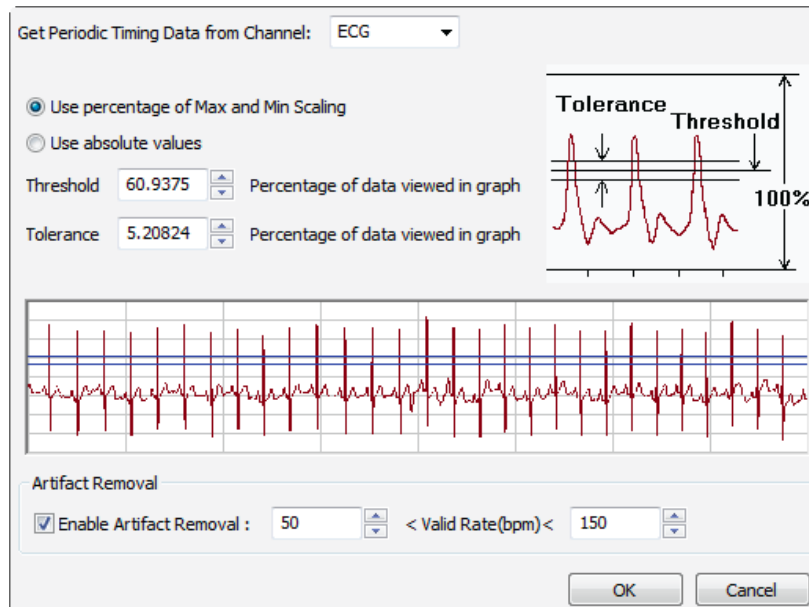 Get Periodic Timing Data from Channel: ECG
Use percentage of Max and Min Scaling
Use absolute values
Threshold 60.9375 Percentage of data viewed in graph
Tolerance 5.20824 Percentage of data viewed in graph
Tolerance
Threshold
100%
Artifact Removal
Enable Artifact Removal : 50 < Valid Rate(bpm)< 150
OK Cancel